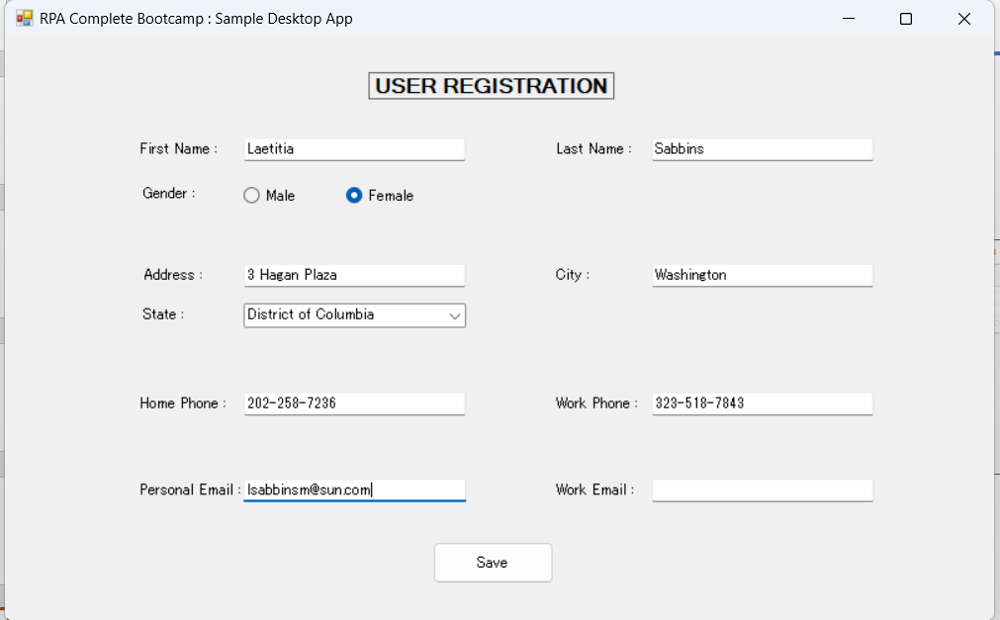 RPA Complete Bootcamp : Sample Desktop App
USER REGISTRATION
First Name : Laetitia Last Name : Sabbins
Gender : Male Female
Address : 3 Hagan Plaza City : Washington
State : District of Columbia
Home Phone : 202-258-7236 Work Phone : 323-518-7843
Personal Email : lsabbinsm@sun.com Work Email :
Save